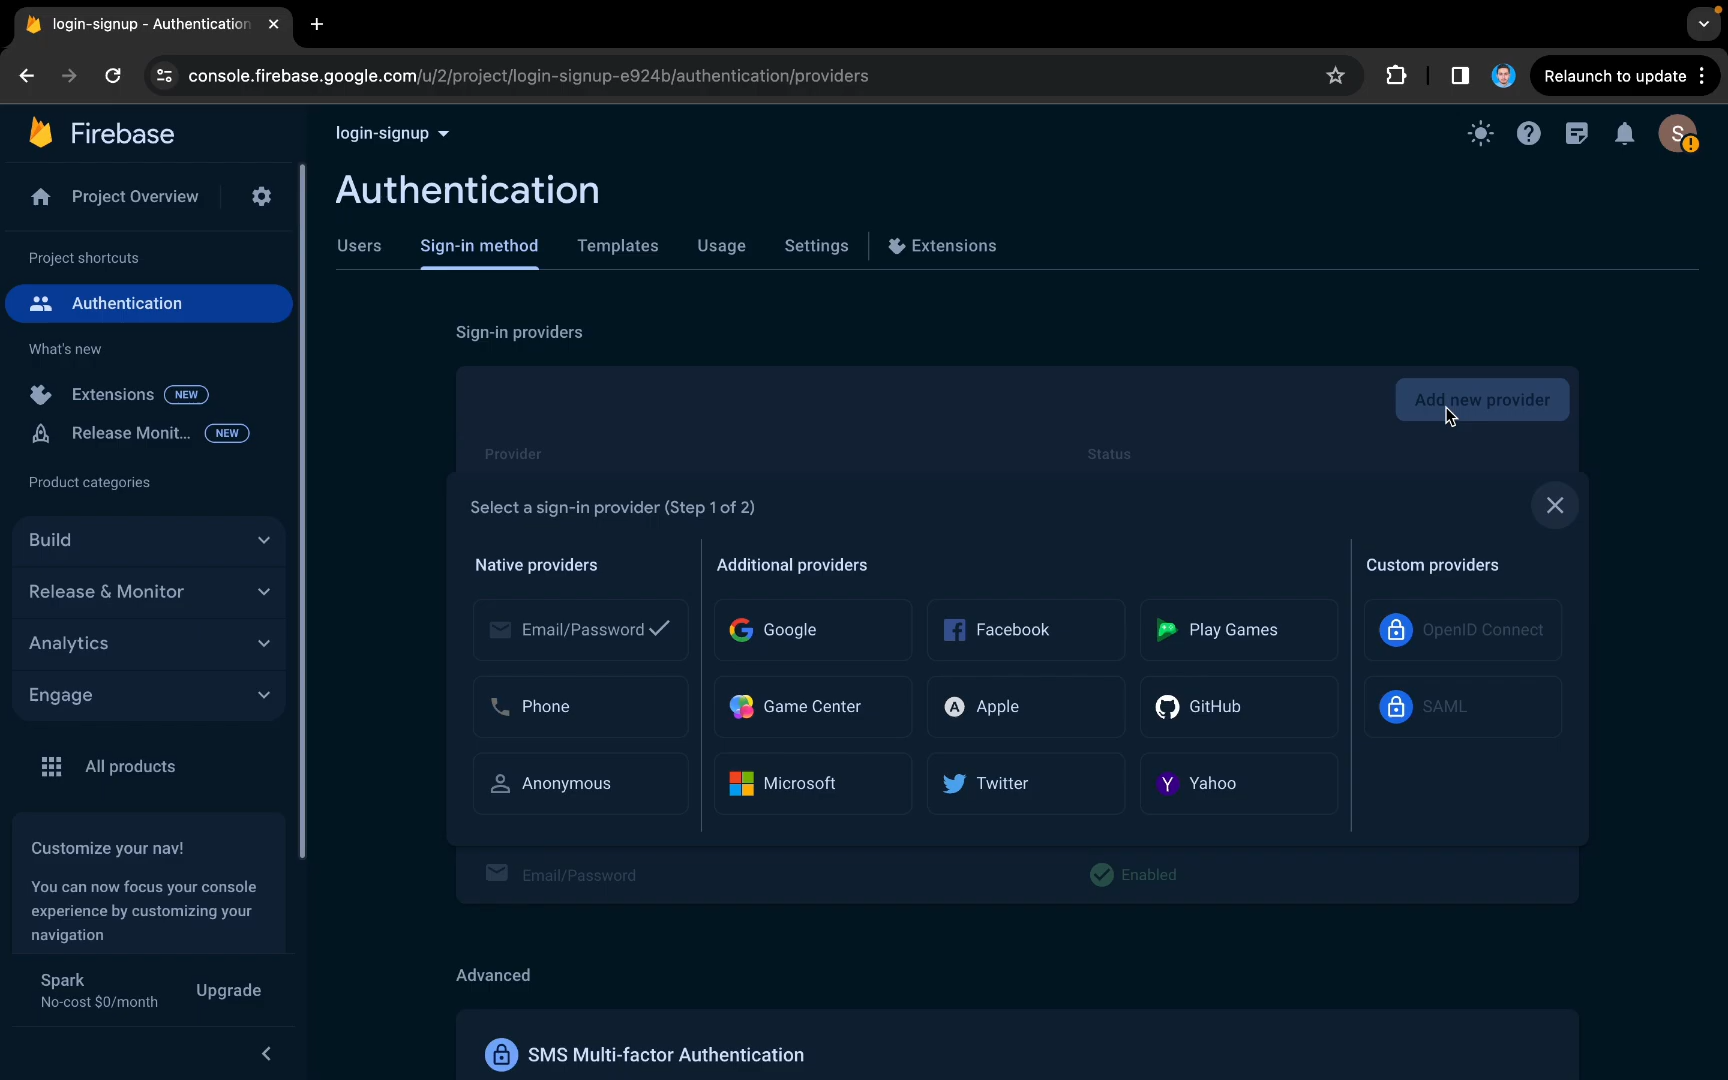 login-signup - Authentication
console.firebase.google.com/u/2/project/login-signup-e924b/authentication/providers
Relaunch to update
Firebase
login-signup
S
Project Overview
Authentication
Users
Sign-in method
Templates
Usage
Settings
Extensions
Project shortcuts
Authentication
What's new
Extensions NEW
Release Monit... NEW
Product categories
Build
Release & Monitor
Analytics
Engage
All products
Customize your nav!
You can now focus your console
experience by customizing your
navigation
Spark
No-cost $0/month
Upgrade
Sign-in providers
Add new provider
Provider
Status
Select a sign-in provider (Step 1 of 2)
Native providers
Additional providers
Custom providers
Email/Password
Google
Facebook
Play Games
OpenID Connect
Phone
Game Center
Apple
GitHub
SAML
Anonymous
Microsoft
Twitter
Yahoo
Email/Password
Enabled
Advanced
SMS Multi-factor Authentication